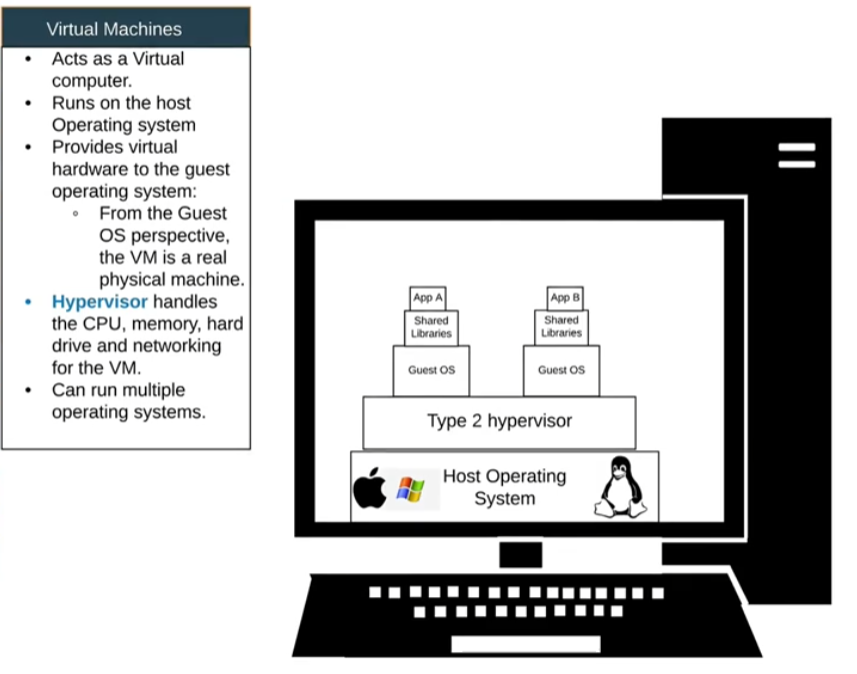 Virtual Machines
• Acts as a Virtual
computer.
• Runs on the host
Operating system
• Provides virtual
hardware to the guest
operating system:
◦ From the Guest
OS perspective,
the VM is a real
physical machine.
• Hypervisor handles
the CPU, memory, hard
drive and networking
for the VM.
• Can run multiple
operating systems.
App A
Shared
Libraries
Guest OS
App B
Shared
Libraries
Guest OS
Type 2 hypervisor
Host Operating
System